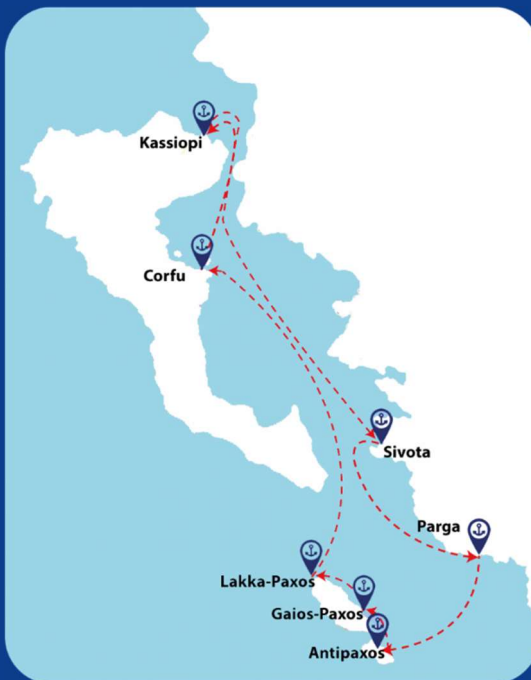 Kassiopi
Corfu
Sivota
Parga
Lakka-Paxos
Gaios-Paxos
Antipaxos